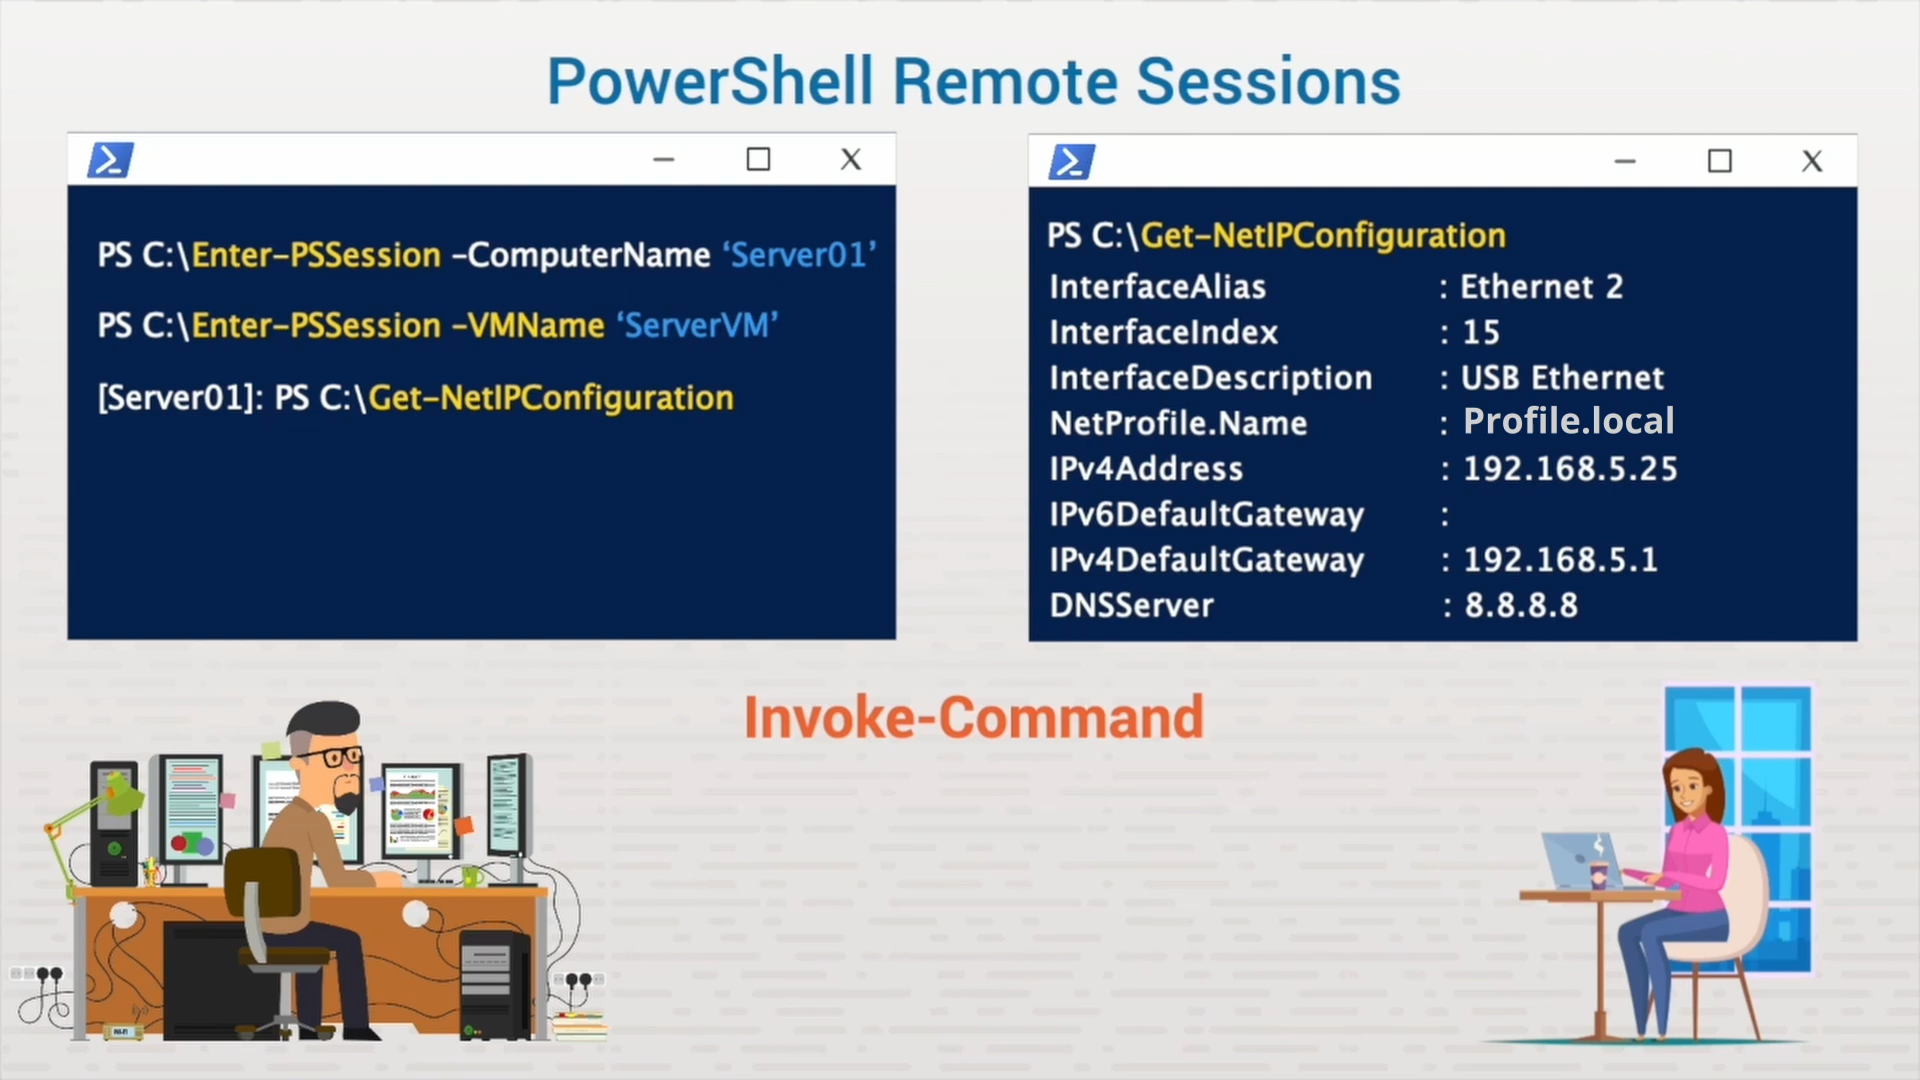 PowerShell Remote Sessions
X
PS C:\Enter-PSSession -ComputerName ‘Server01’
PS C:\Enter-PSSession -VMName ‘ServerVM’
[Server01]: PS C:\Get-NetIPConfiguration
X
PS C:\Get-NetIPConfiguration
InterfaceAlias : Ethernet 2
InterfaceIndex : 15
InterfaceDescription : USB Ethernet
NetProfile.Name : Profile.local
IPv4Address : 192.168.5.25
IPv6DefaultGateway :
IPv4DefaultGateway : 192.168.5.1
DNSServer : 8.8.8.8
Invoke-Command
WI-FI